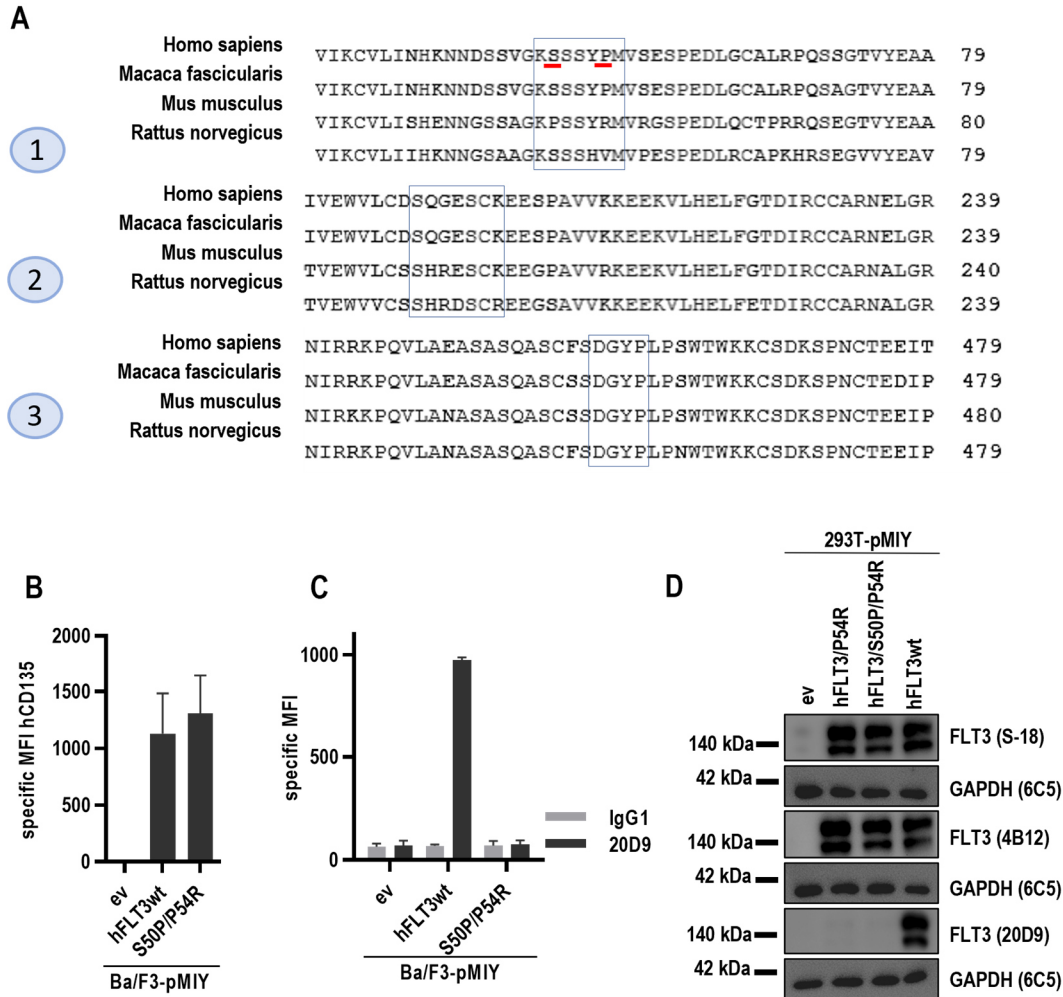 A
Homo sapiens VIKCVLINHKNNDSSVGKSSSYPMVSESPEDLGCALRPQSSGTVYEAA 79
Macaca fascicularis VIKCVLINHKNNDSSVGKSSSYPMVSESPEDLGCALRPQSAGTVYEAA 79
Mus musculus VIKCVLISHENNGSSAGKPSSYRMVRGSPEDLQCTPRRQSEGTVYEAA 80
Rattus norvegicus VIKCVLIIHKNNGSAAGKSSSHVMVPESPEDLRCAPKHRSEGVVYEAV 79
1
Homo sapiens IVEWVLCDSQGESCKEESPAVVKKEEKVLHELFGTDIRCCARNELGR 239
Macaca fascicularis IVEWVLCDSQGESCKEESPAVVKKEEKVLHELFGTDIRCCARNELGR 239
Mus musculus TVEWVLCSSHRESCKEEGPAVVRKEEKVLHELFGTDIRCCARNALGR 240
Rattus norvegicus TVEWVVCSSHRDSCREEGSAVVKKEEKVLHELFETDIRCCARNALGR 239
2
Homo sapiens NIRRKPQVLAEASASQASCFSDGYPLPSWTWKKCSDKSPNCTEEIT 479
Macaca fascicularis NIRRKPQVLAEASASQASCSSDGYPLPSWTWKKCSDKSPNCTEDIP 479
Mus musculus NIRKKPQVLANASASQASCSSDGYPLPSWTWKKCSDKSPNCTEEIP 480
Rattus norvegicus NIRRKPQVLANASASQASCFSDGYPLPNWTWKKCSDKSPNCTEEIP 479
3
B
specific MFI hCD135
2000
1500
1000
500
0
ev
hFLT3wt
S50P/P54R
Ba/F3-pMIY
C
specific MFI
1000
500
0
ev
hFLT3wt
S50P/P54R
Ba/F3-pMIY
IgG1
20D9
D
293T-pMIY
ev
hFLT3/P54R
hFLT3/S50P/P54R
hFLT3wt
140 kDa FLT3 (S-18)
42 kDa GAPDH (6C5)
140 kDa FLT3 (4B12)
42 kDa GAPDH (6C5)
140 kDa FLT3 (20D9)
42 kDa GAPDH (6C5)